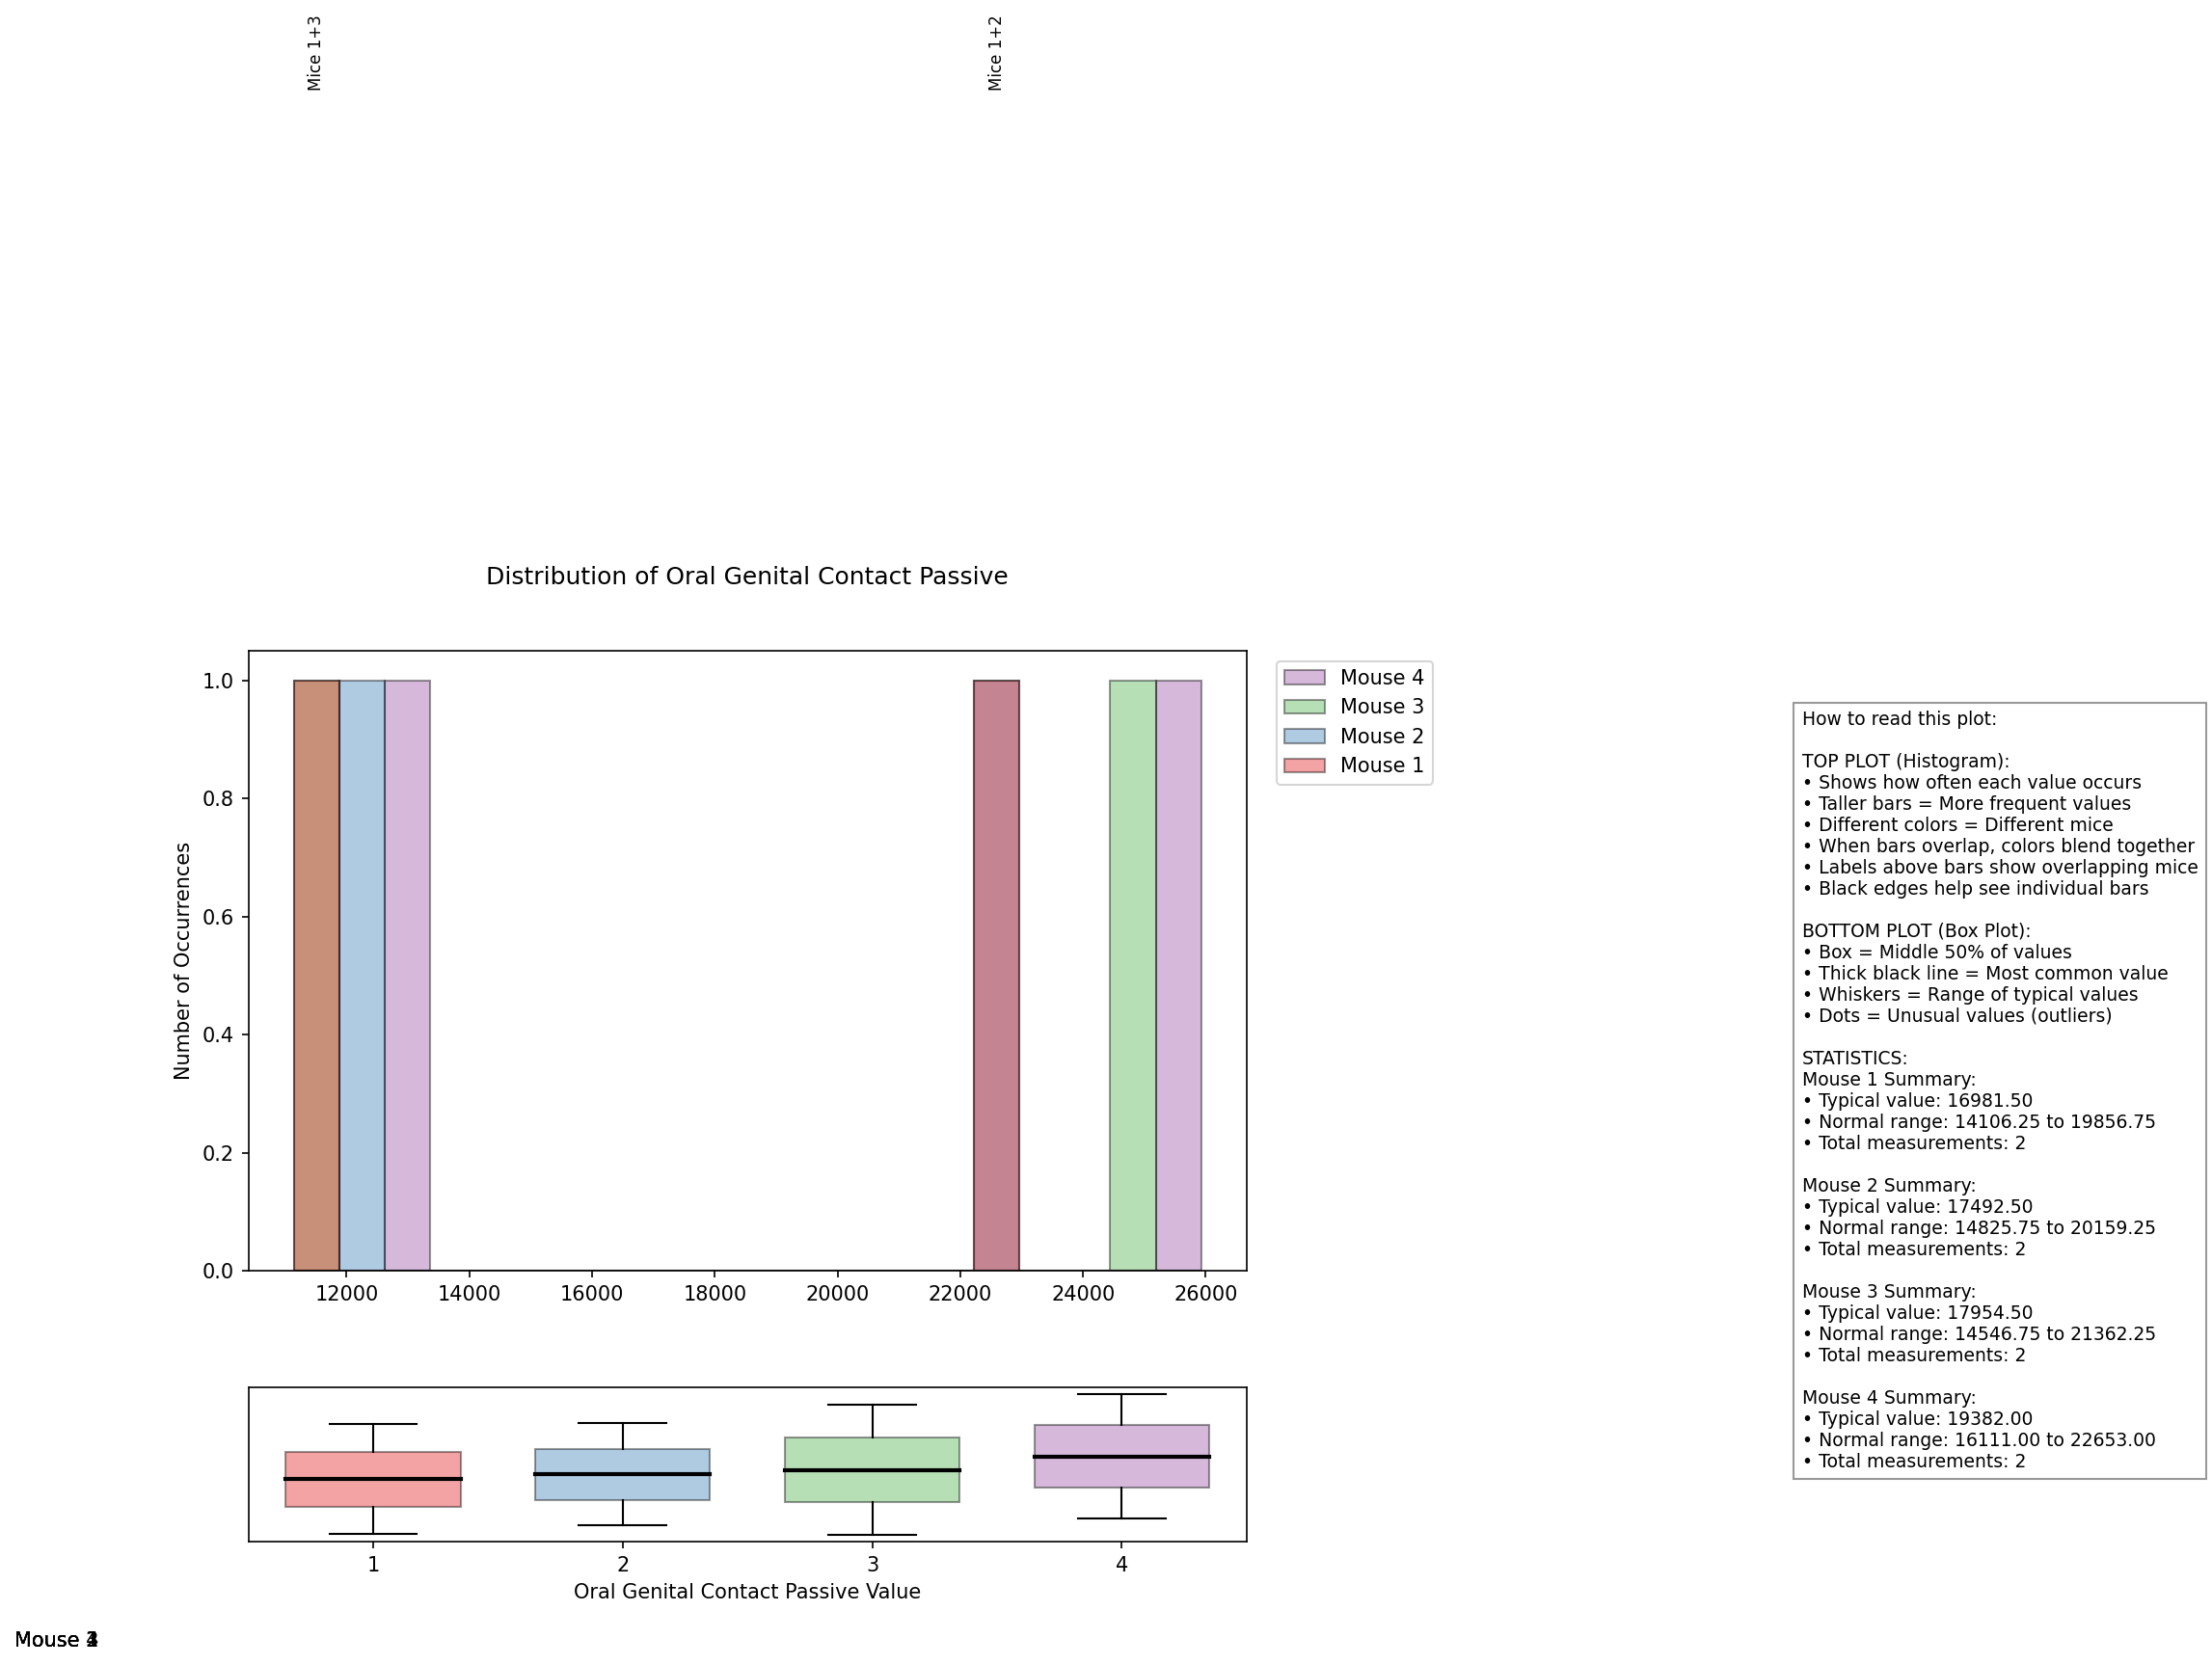 Mice 1+3
Mice 1+2
Distribution of Oral Genital Contact Passive
Number of Occurrences
1.0
0.8
0.6
0.4
0.2
0.0
12000 14000 16000 18000 20000 22000 24000 26000
Mouse 4
Mouse 3
Mouse 2
Mouse 1
1 2 3 4
Oral Genital Contact Passive Value
Mouse
How to read this plot:
TOP PLOT (Histogram):
• Shows how often each value occurs
• Taller bars = More frequent values
• Different colors = Different mice
• When bars overlap, colors blend together
• Labels above bars show overlapping mice
• Black edges help see individual bars
BOTTOM PLOT (Box Plot):
• Box = Middle 50% of values
• Thick black line = Most common value
• Whiskers = Range of typical values
• Dots = Unusual values (outliers)
STATISTICS:
Mouse 1 Summary:
• Typical value: 16981.50
• Normal range: 14106.25 to 19856.75
• Total measurements: 2
Mouse 2 Summary:
• Typical value: 17492.50
• Normal range: 14825.75 to 20159.25
• Total measurements: 2
Mouse 3 Summary:
• Typical value: 17954.50
• Normal range: 14546.75 to 21362.25
• Total measurements: 2
Mouse 4 Summary:
• Typical value: 19382.00
• Normal range: 16111.00 to 22653.00
• Total measurements: 2